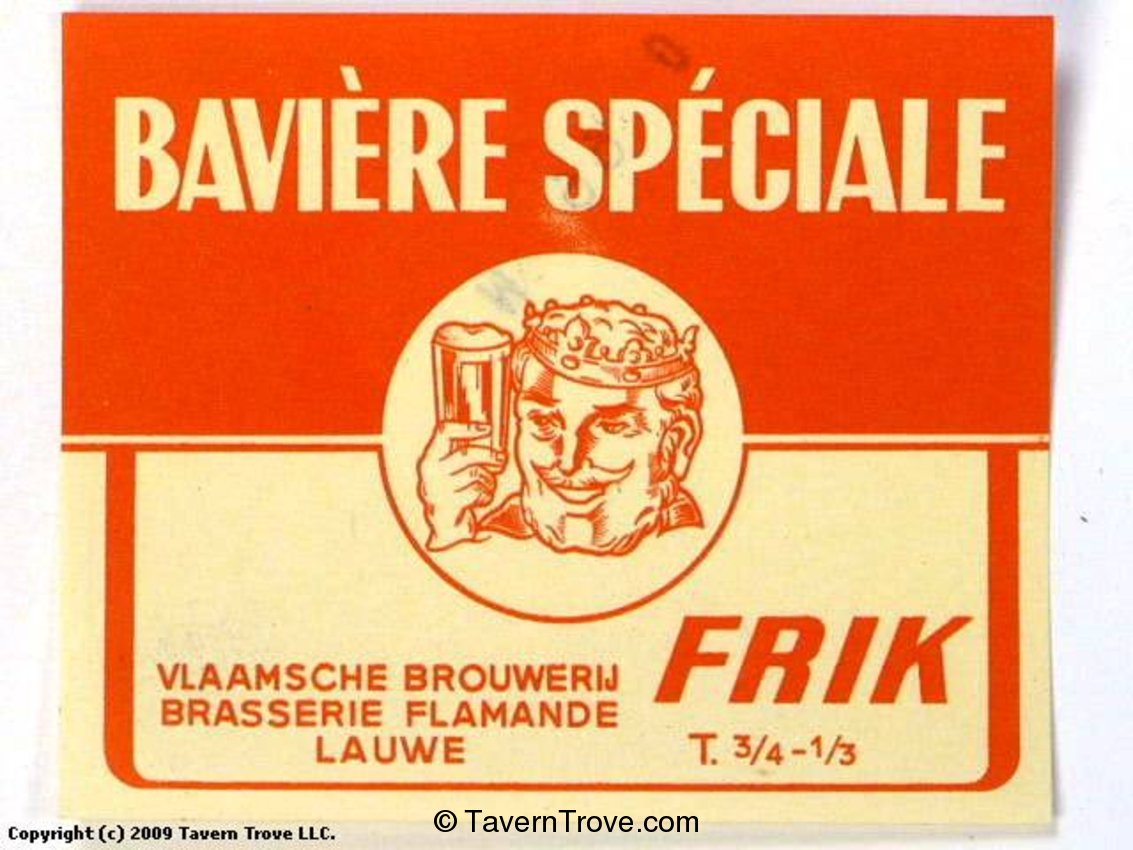 BAVIÈRE SPÉCIALE
FRIK
VLAAMSCHE BROUWERIJ
BRASSERIE FLAMANDE
LAUWE
T. 3/4 - 1/3
© TavernTrove.com
Copyright (c) 2009 Tavern Trove LLC.